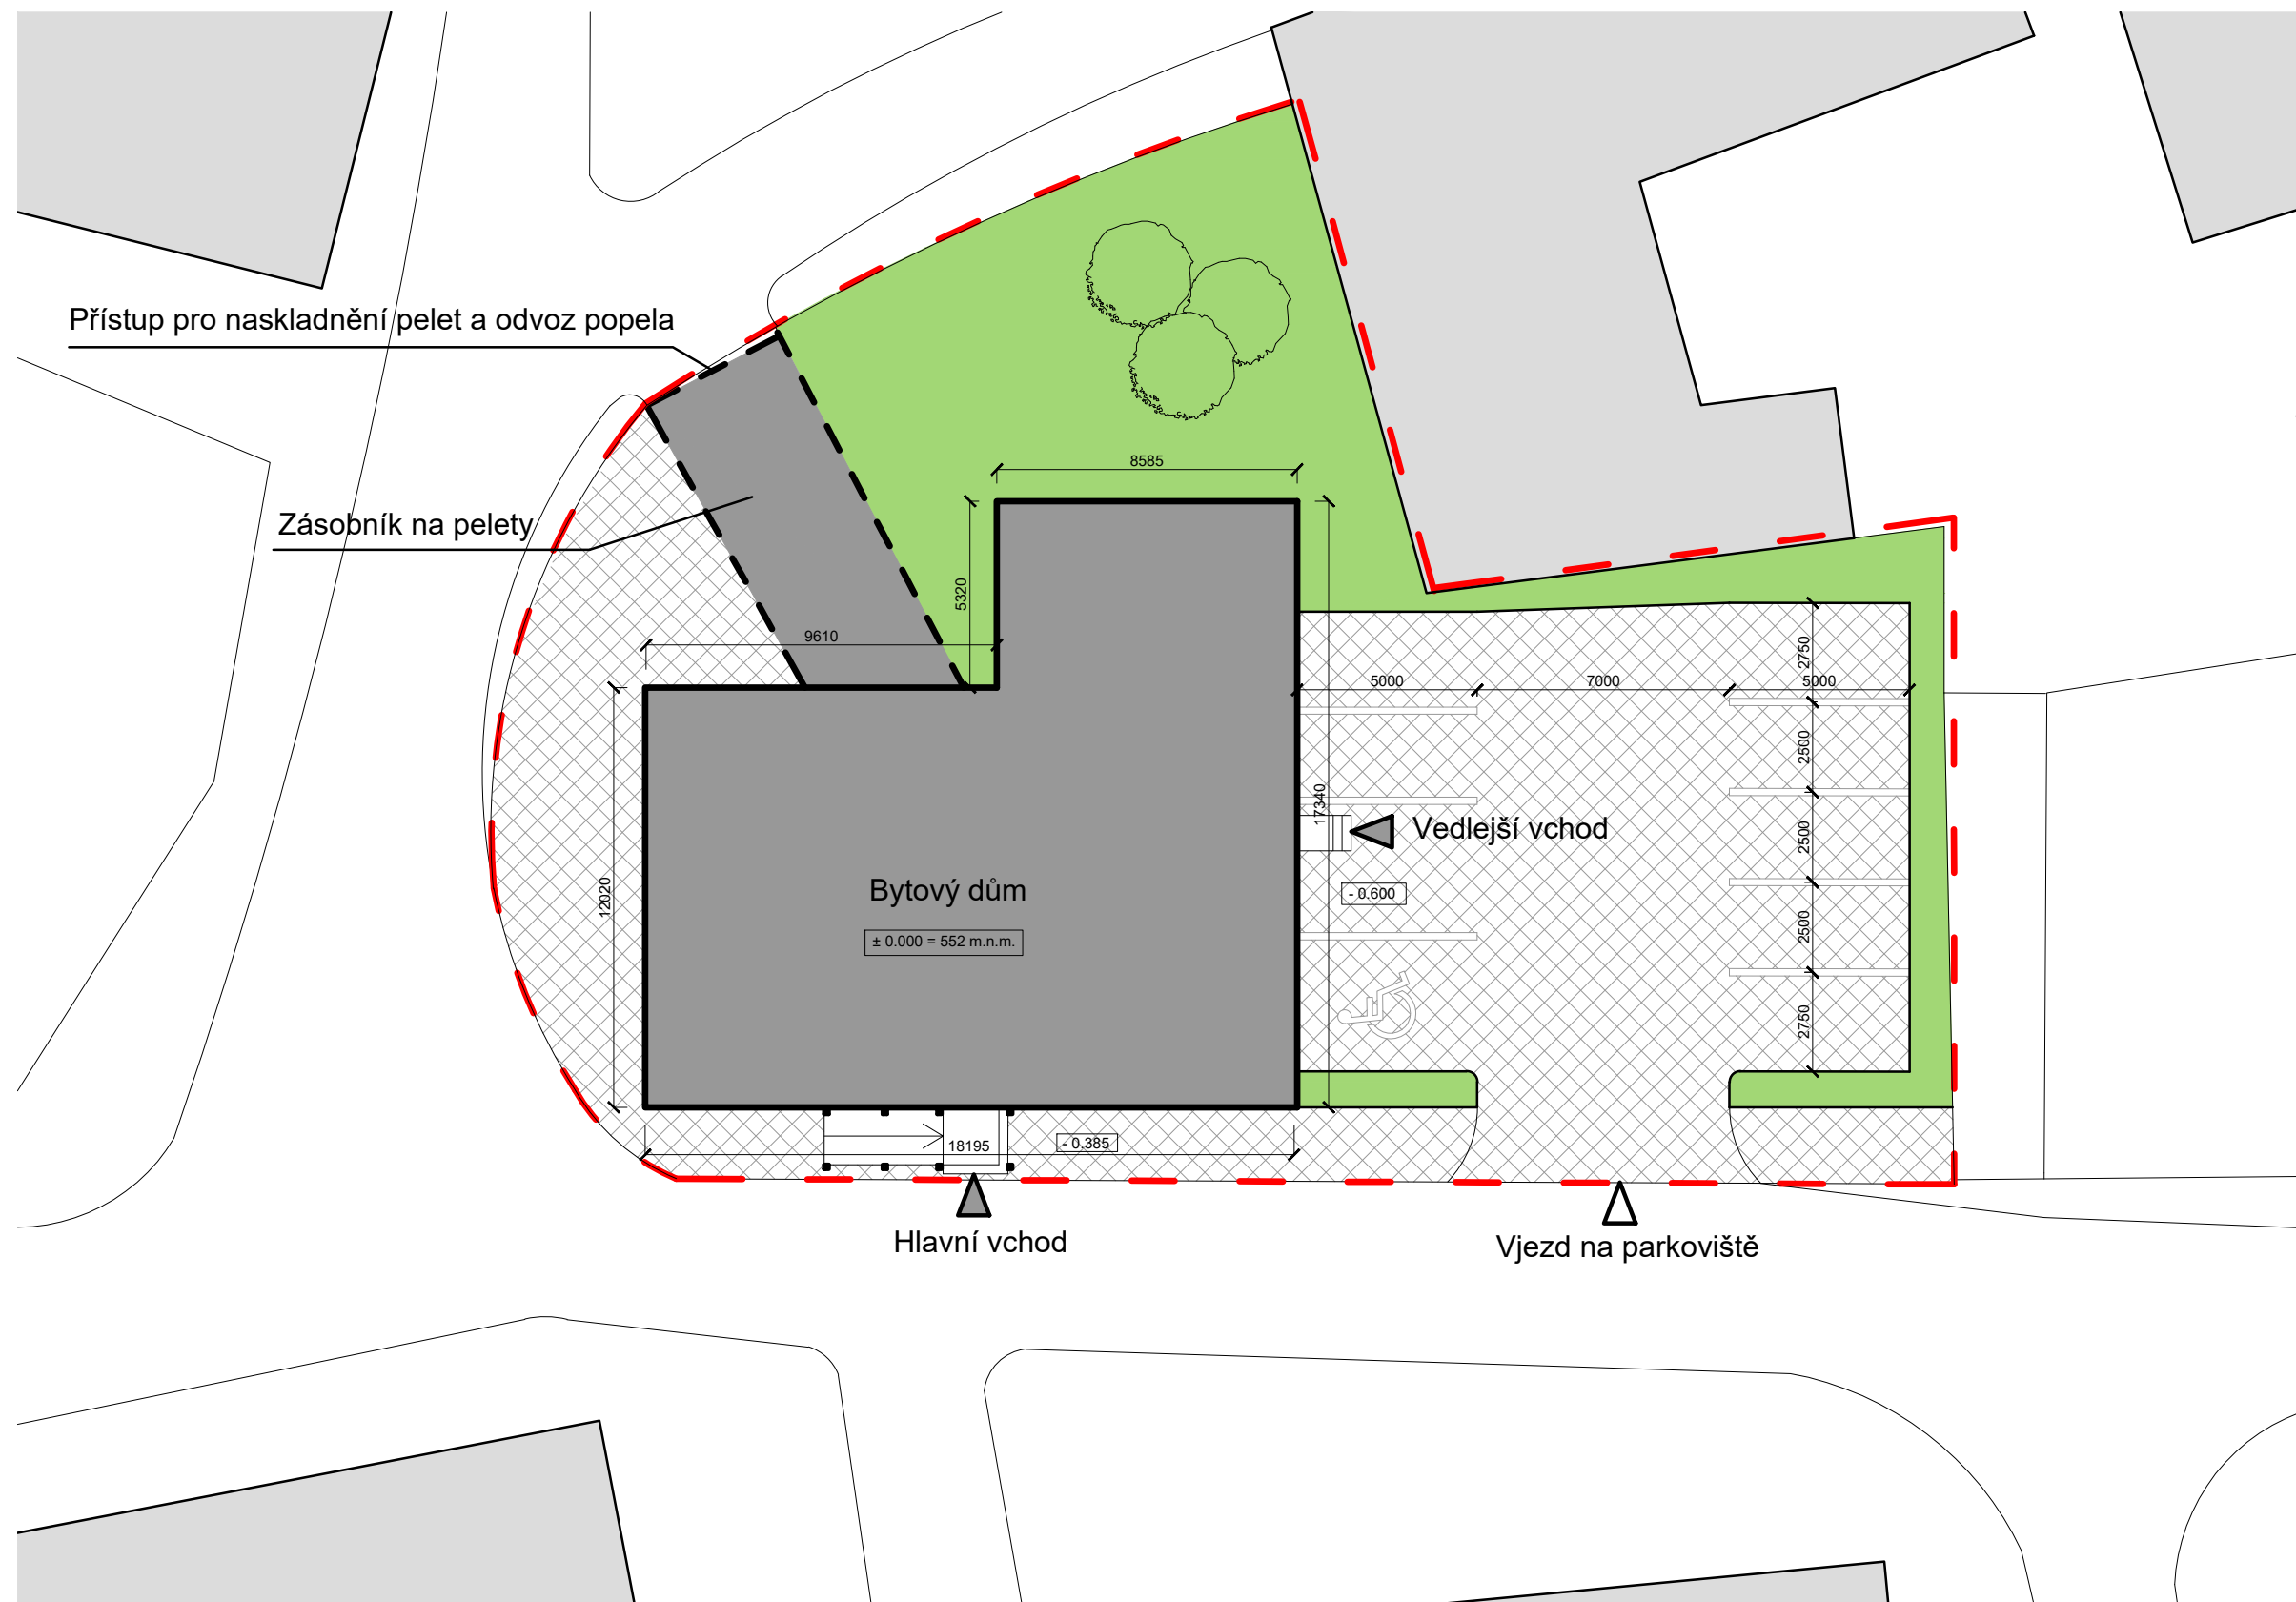 Přístup pro naskladnění pelet a odvoz popela
8585
Zásobník na pelety
5320
9610
2750
5000
7000
5000
2500
17340
Vedlejší vchod
2500
12020
Bytový dům
- 0.600
± 0.000 = 552 m.n.m.
2500
2750
18195
- 0.385
Hlavní vchod
Vjezd na parkoviště